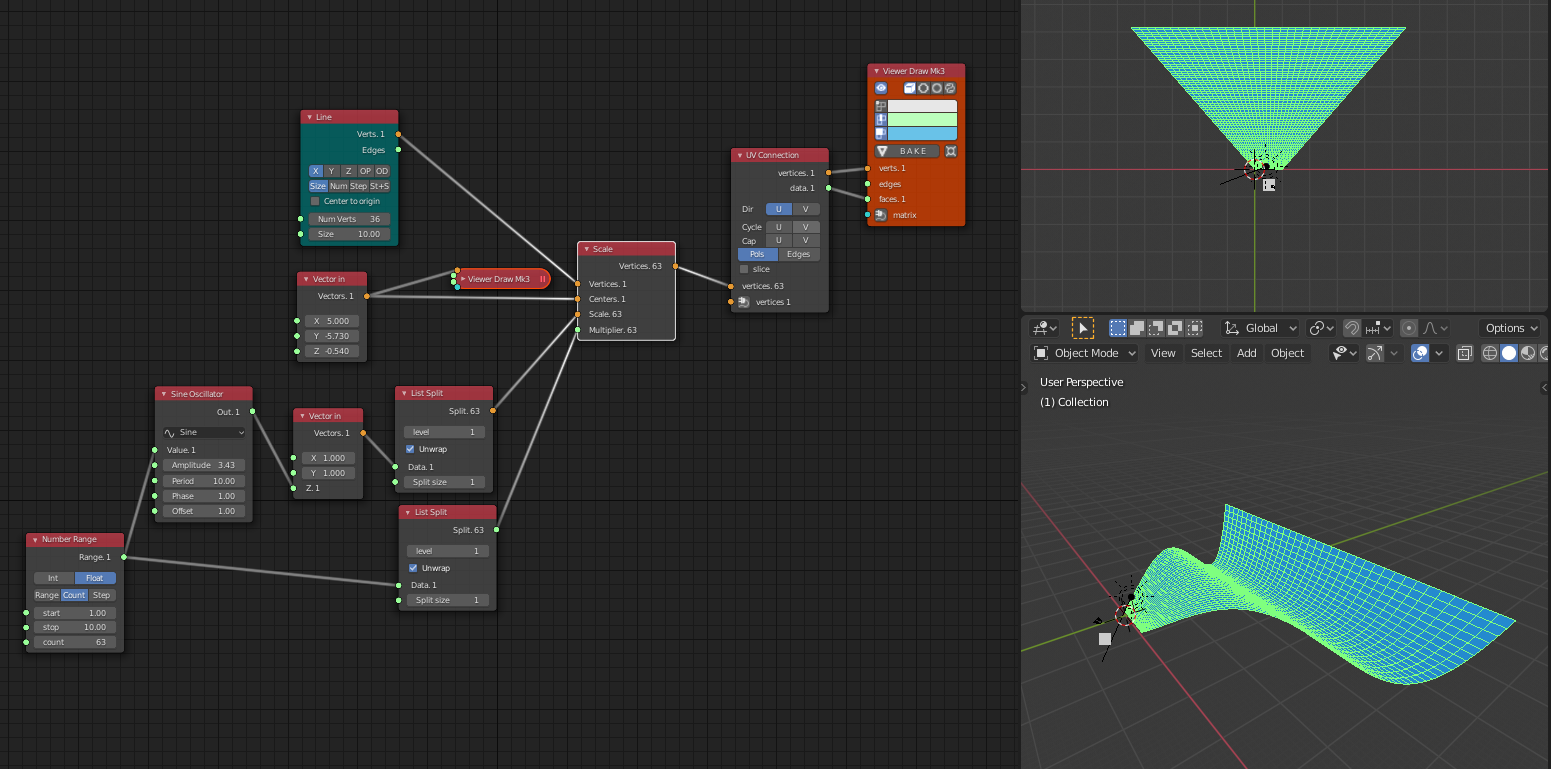 Line
Verts. 1
Edges
X Y Z OP OD
Size Num Step St+S
Center to origin
Num Verts 36
Size 10.00
Vector in
Vectors. 1
X 5.000
Y -5.730
Z -0.540
Viewer Draw Mk3
Sine Oscillator
Out. 1
Sine
Value. 1
Amplitude 3.43
Period 10.00
Phase 1.00
Offset 1.00
Vector in
Vectors. 1
X 1.000
Y 1.000
Z. 1
List Split
Split. 63
level 1
Unwrap
Data. 1
Split size 1
List Split
Split. 63
level 1
Unwrap
Data. 1
Split size 1
Number Range
Range. 1
Int Float
Range Count Step
start 1.00
stop 10.00
count 63
Scale
Vertices. 63
Vertices. 1
Centers. 1
Scale. 63
Multiplier. 63
UV Connection
vertices. 1
data. 1
Dir U V
Cycle U V
Cap U V
Pols Edges
slice
vertices. 63
vertices 1
Viewer Draw Mk3
BAKE
verts. 1
edges
faces. 1
matrix
Global
Options
Object Mode View Select Add Object
User Perspective
(1) Collection